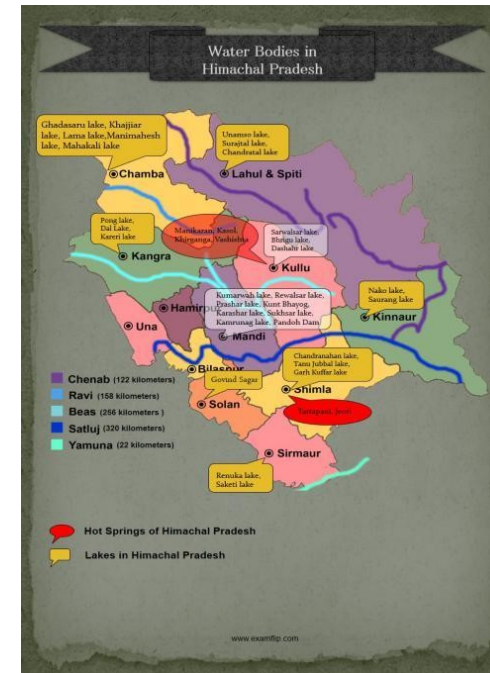 Water Bodies in
Himachal Pradesh
Ghadasaru lake, Khajjiar
lake, Lama lake,Manimahesh
lake, Mahakali lake
Unamso lake,
Surajtal lake,
Chandratal lake
Chamba
Lahul & Spiti
Pong lake,
Dal Lake,
Kareri lake
Manikaran, Kasol,
Khirganga, Vashishta
Sarwalsar lake,
Bhrigu lake,
Dashahr lake
Kangra
Kullu
Kumarwah lake, Rewalsar lake,
Prashar lake, Kunt Bhayog,
Karashar lake, Sukhsar lake,
Kamrunag lake, Pandoh Dam
Nako lake,
Saurang lake
Hamirpur
Kinnaur
Una
Mandi
Chandranahan lake,
Tanu Jubbal lake,
Garh Kuffar lake
Bilaspur
Govind Sagar
Shimla
Chenab (122 kilometers)
Ravi (158 kilometers)
Beas (256 kilometers )
Satluj (320 kilometers)
Yamuna (22 kilometers)
Solan
Tattapani, Jeori
Sirmaur
Renuka lake,
Saketi lake
Hot Springs of Himachal Pradesh
Lakes in Himachal Pradesh
www.examflip.com